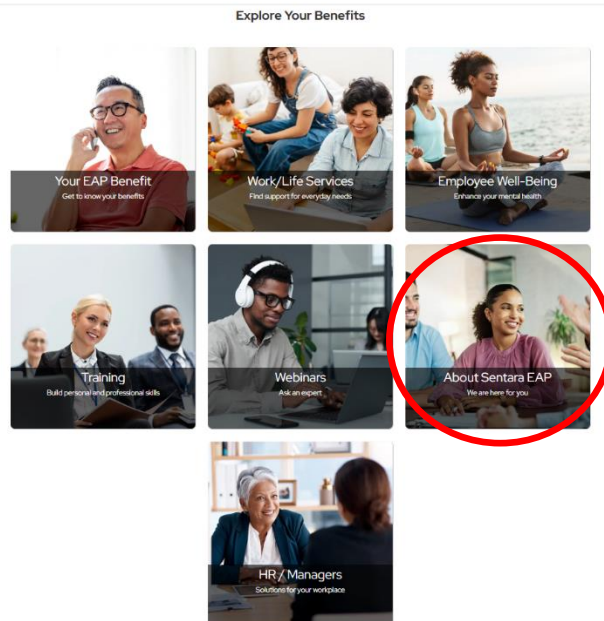 Explore Your Benefits
Your EAP Benefit
Get to know your benefits
Work/Life Services
Find support for everyday needs
Employee Well-Being
Enhance your mental health
Training
Build personal and professional skills
Webinars
Ask an expert
About Sentara EAP
We are here for you
HR / Managers
Solutions for your workplace